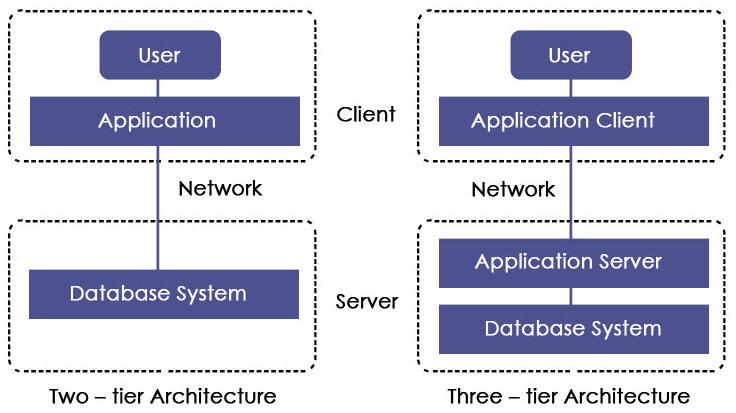 User
User
Application
Client
Application Client
Network
Network
Application Server
Database System
Server
Database System
Two – tier Architecture
Three – tier Architecture